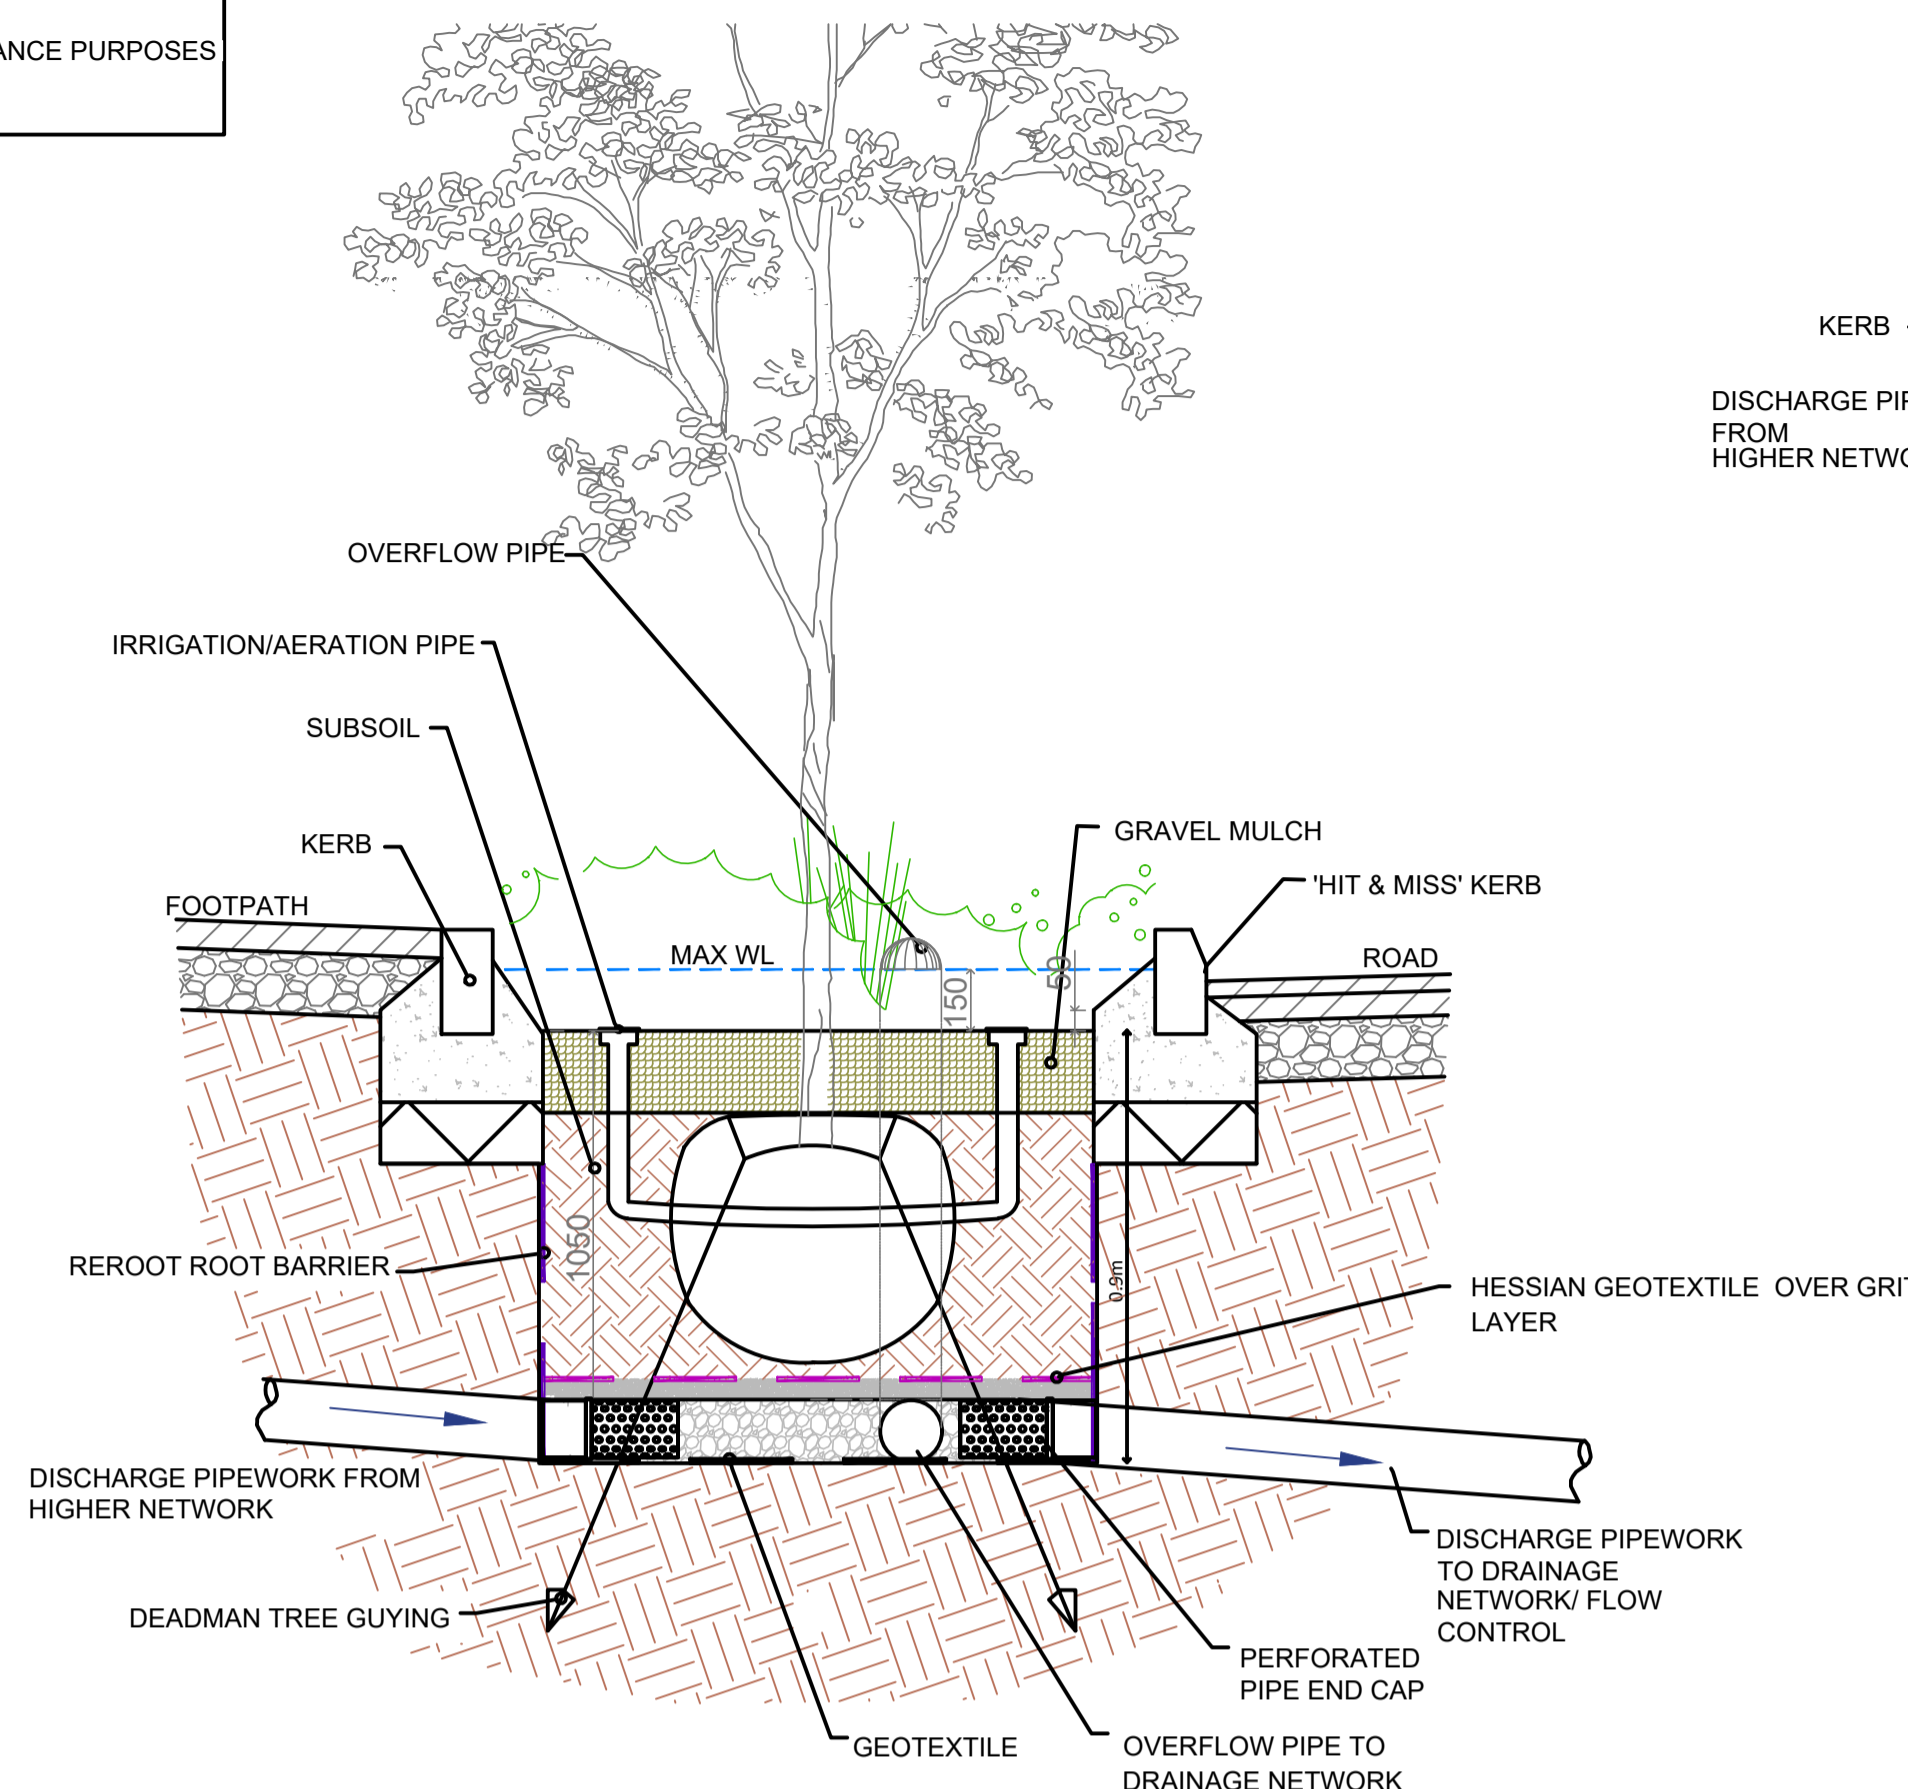 ANCE PURPOSES
KERB
DISCHARGE PIP
FROM
HIGHER NETWO
OVERFLOW PIPE
IRRIGATION/AERATION PIPE
SUBSOIL
KERB
GRAVEL MULCH
'HIT & MISS' KERB
FOOTPATH
MAX WL
ROAD
150
50
1050
0.9m
REROOT ROOT BARRIER
HESSIAN GEOTEXTILE OVER GRIT
LAYER
DISCHARGE PIPEWORK FROM
HIGHER NETWORK
DISCHARGE PIPEWORK
TO DRAINAGE
NETWORK/ FLOW
CONTROL
DEADMAN TREE GUYING
PERFORATED
PIPE END CAP
GEOTEXTILE
OVERFLOW PIPE TO
DRAINAGE NETWORK